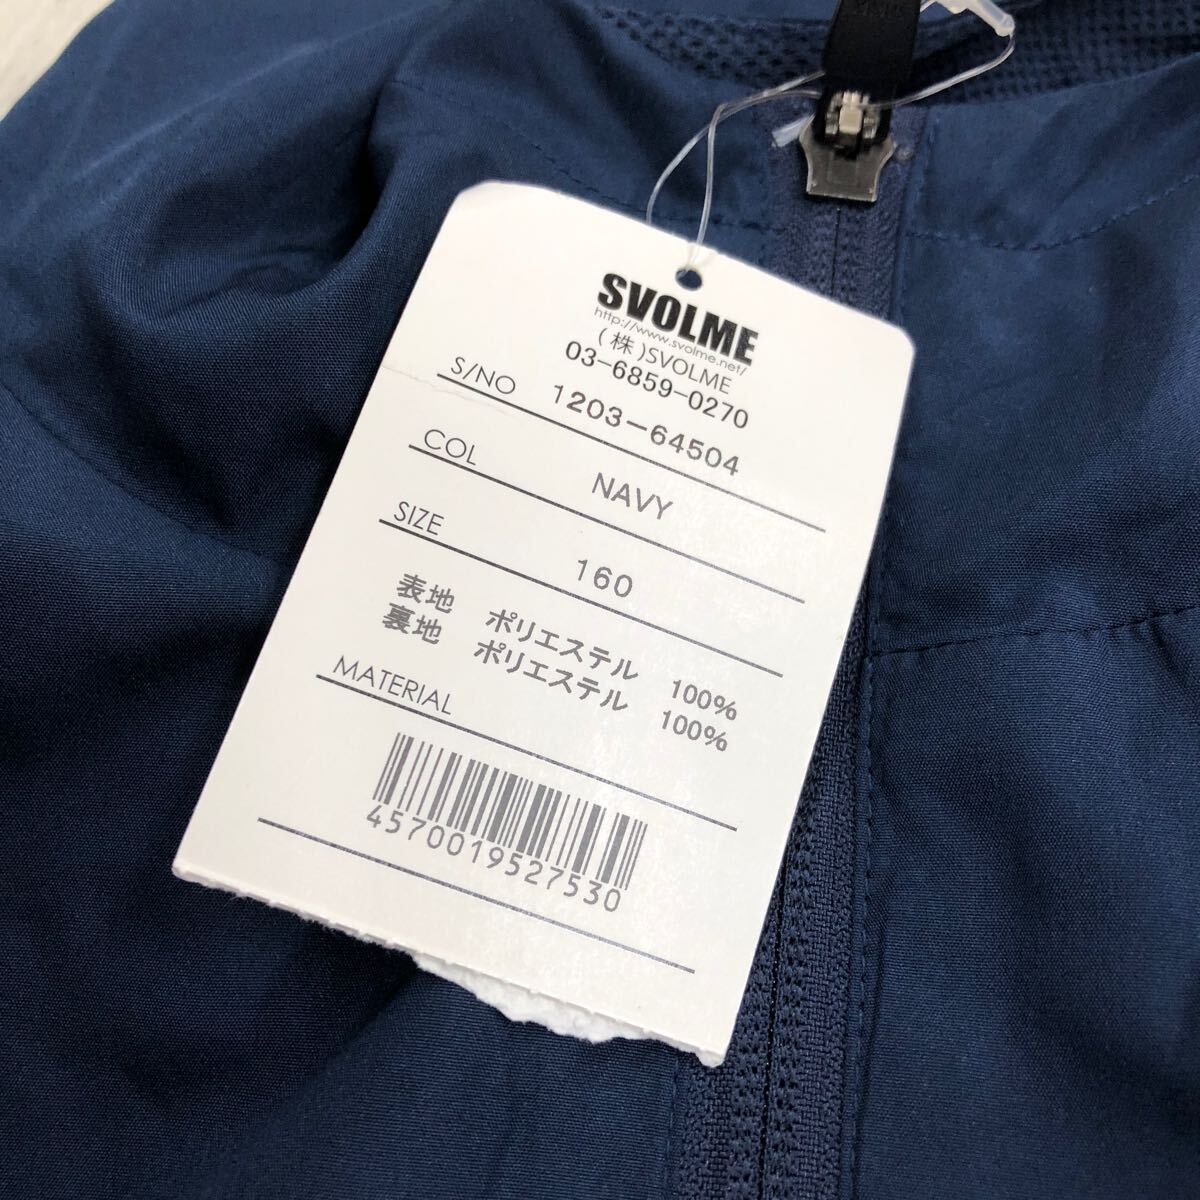 SVOLME
http://www.svolme.net/
(株)SVOLME
03-6859-0270
S/NO 1203-64504
COL NAVY
SIZE 160
表地 ポリエステル 100%
裏地 ポリエステル 100%
MATERIAL
4570019527530